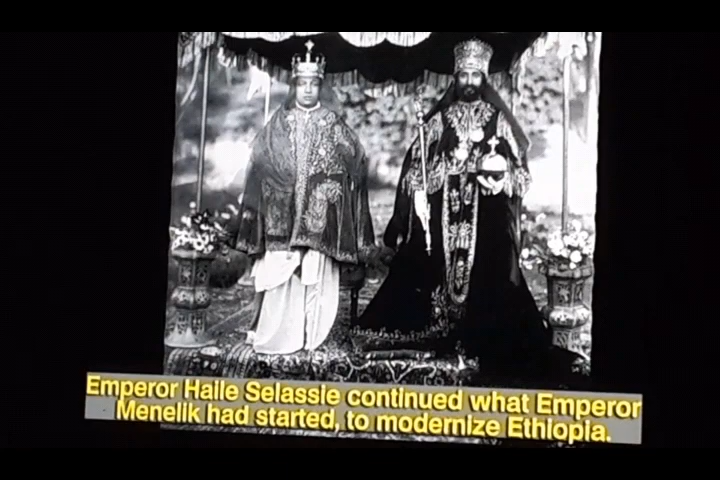 Emperor Haile Selassie continued what Emperor
Menelik had started, to modernize Ethiopia.